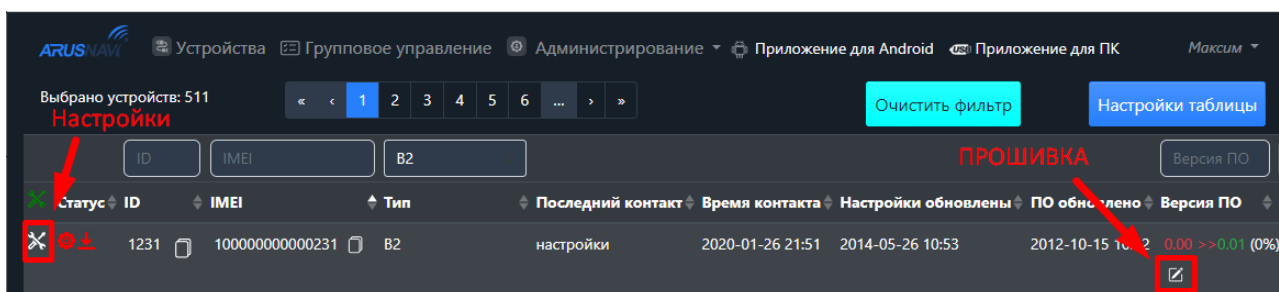 ARUSNAVI Устройства Групповое управление Администрирование Приложение для Android Приложение для ПК Максим
Выбрано устройств: 511 « ‹ 1 2 3 4 5 6 ... › » Очистить фильтр Настройки таблицы
Настройки
ID IMEI B2 ПРОШИВКА Версия ПО
Статус ID IMEI Тип Последний контакт Время контакта Настройки обновлены ПО обновлено Версия ПО
1231 100000000000231 B2 настройки 2020-01-26 21:51 2014-05-26 10:53 2012-10-15 0.00 >>0.01 (0%)